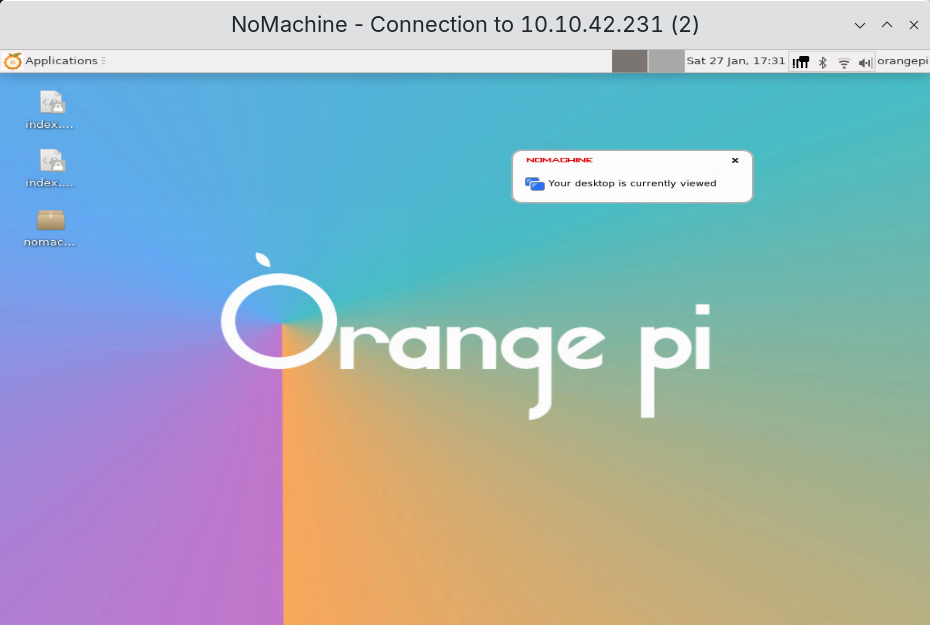 NoMachine - Connection to 10.10.42.231 (2)
Applications
Sat 27 Jan, 17:31
orangepi
index....
index....
nomac...
NOMACHINE
Your desktop is currently viewed
Orange pi